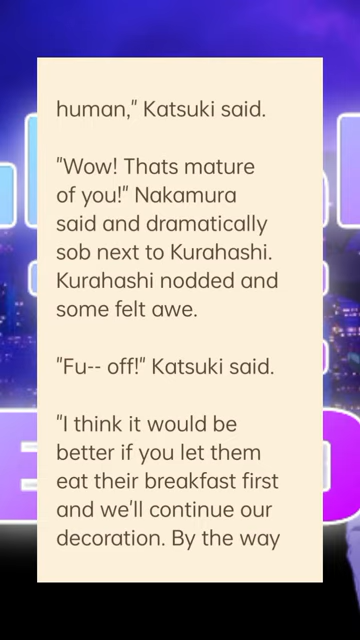 human," Katsuki said.
"Wow! Thats mature
of you!" Nakamura
said and dramatically
sob next to Kurahashi.
Kurahashi nodded and
some felt awe.
"Fu-- off!" Katsuki said.
"I think it would be
better if you let them
eat their breakfast first
and we'll continue our
decoration. By the way